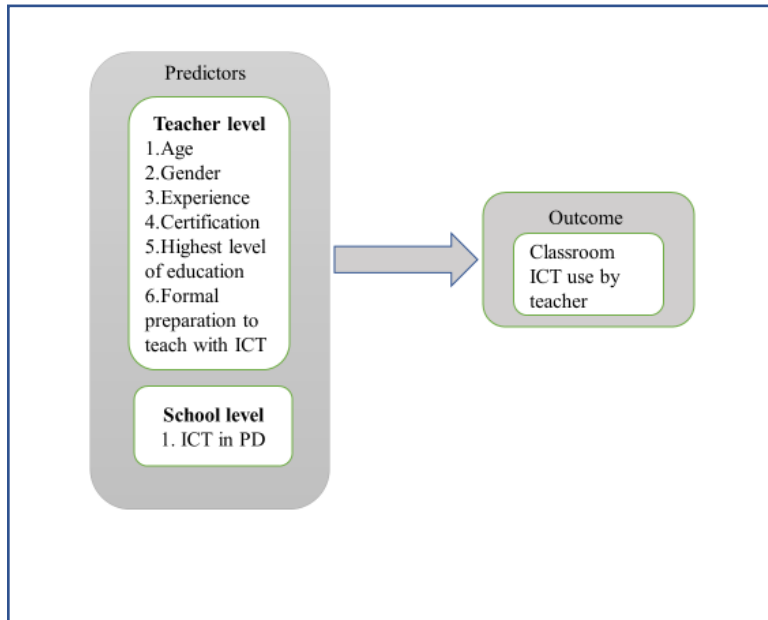 Predictors
Teacher level
1.Age
2.Gender
3.Experience
4.Certification
5.Highest level
of education
6.Formal
preparation to
teach with ICT
School level
1. ICT in PD
Outcome
Classroom
ICT use by
teacher